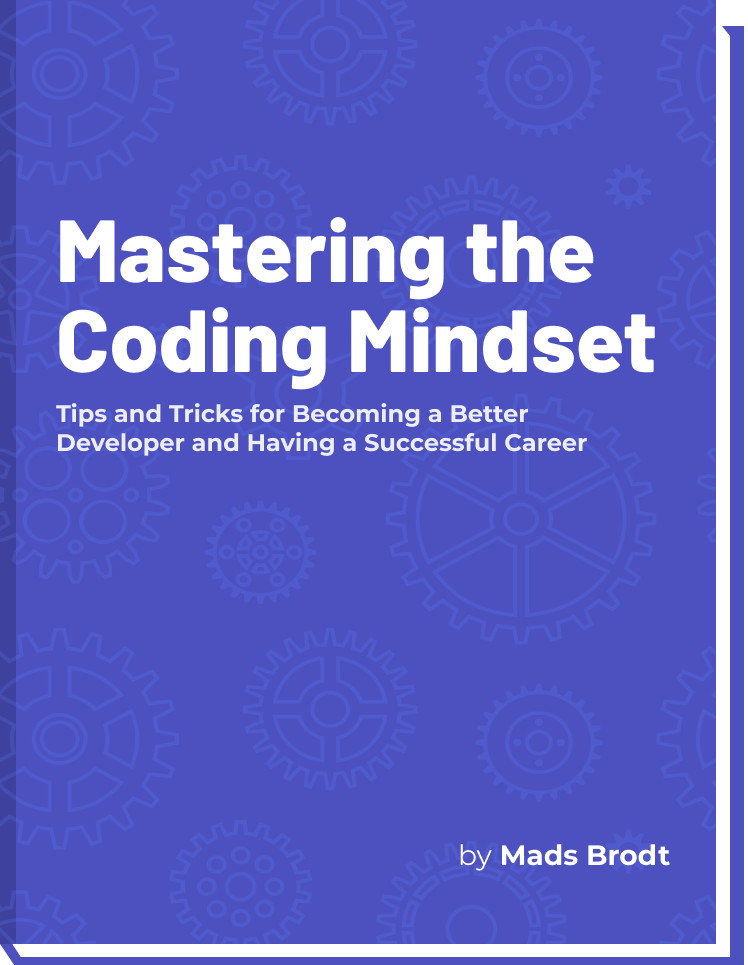 Mastering the
Coding Mindset
Tips and Tricks for Becoming a Better
Developer and Having a Successful Career
by Mads Brodt